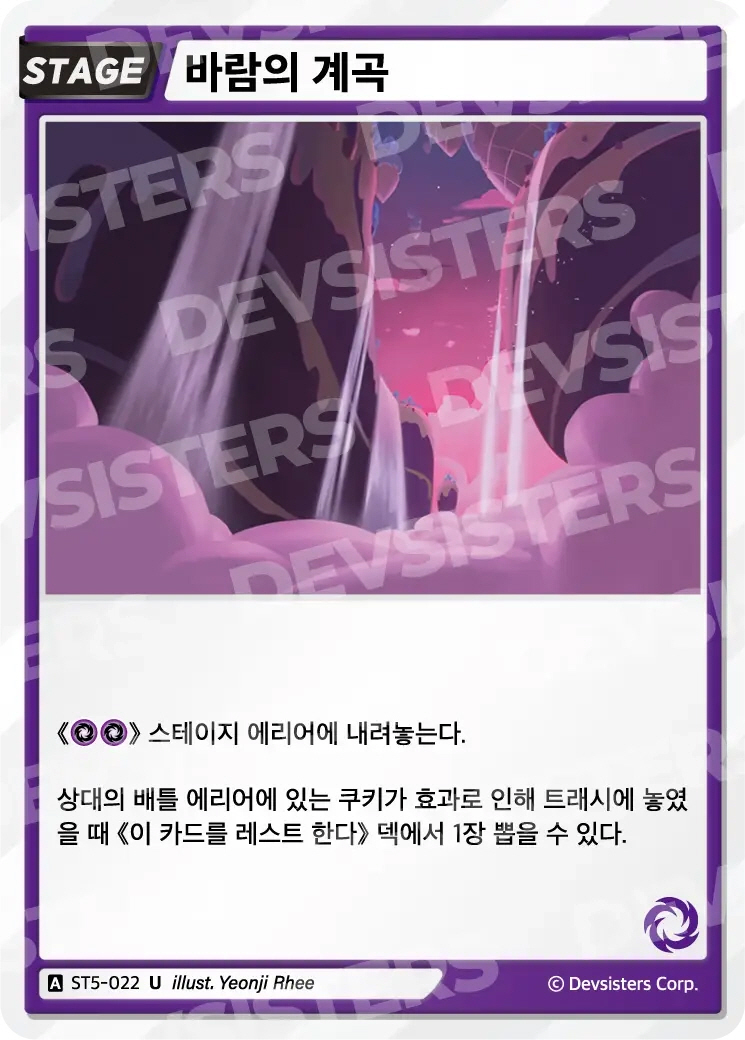 STAGE 바람의 계곡
《》 스테이지 에리어에 내려놓는다.
상대의 배틀 에리어에 있는 쿠키가 효과로 인해 트래시에 놓였
을 때 《이 카드를 레스트 한다》 덱에서 1장 뽑을 수 있다.
A ST5-022 U illust. Yeonji Rhee
© Devsisters Corp.
DEVSISTERS